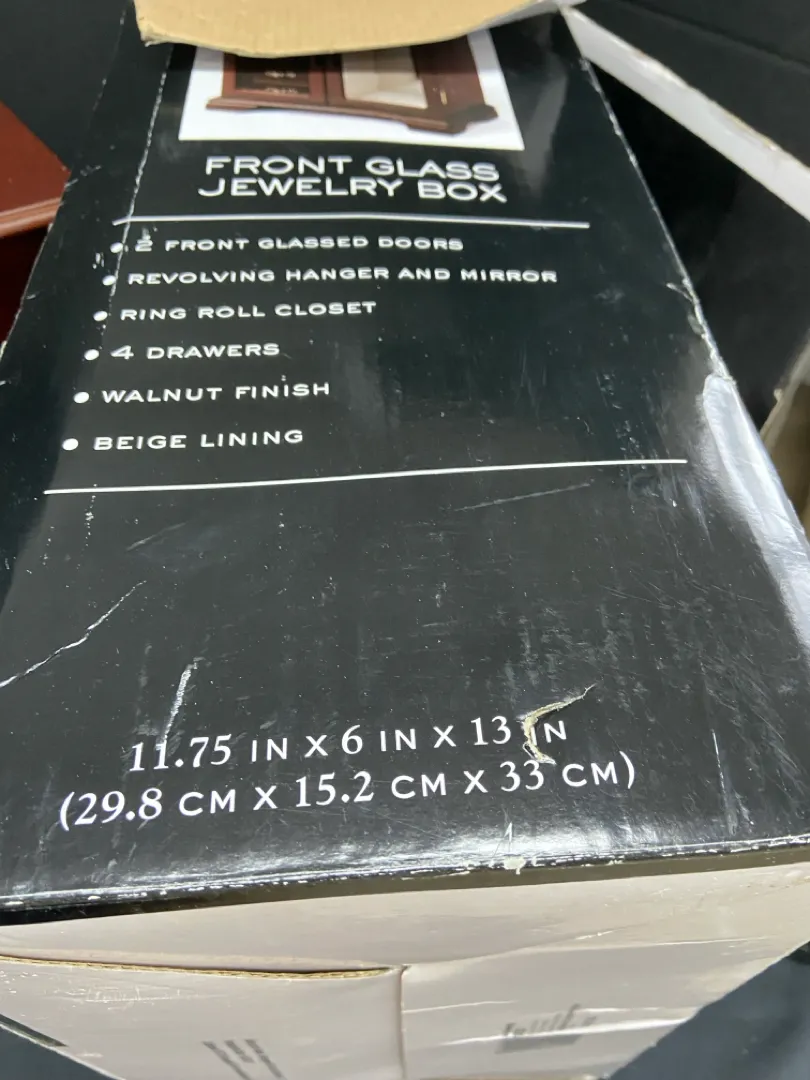 FRONT GLASS
JEWELRY BOX
• 2 FRONT GLASSED DOORS
• REVOLVING HANGER AND MIRROR
• RING ROLL CLOSET
• 4 DRAWERS
• WALNUT FINISH
• BEIGE LINING
11.75 IN X 6 IN X 13 IN
(29.8 CM X 15.2 CM X 33 CM)